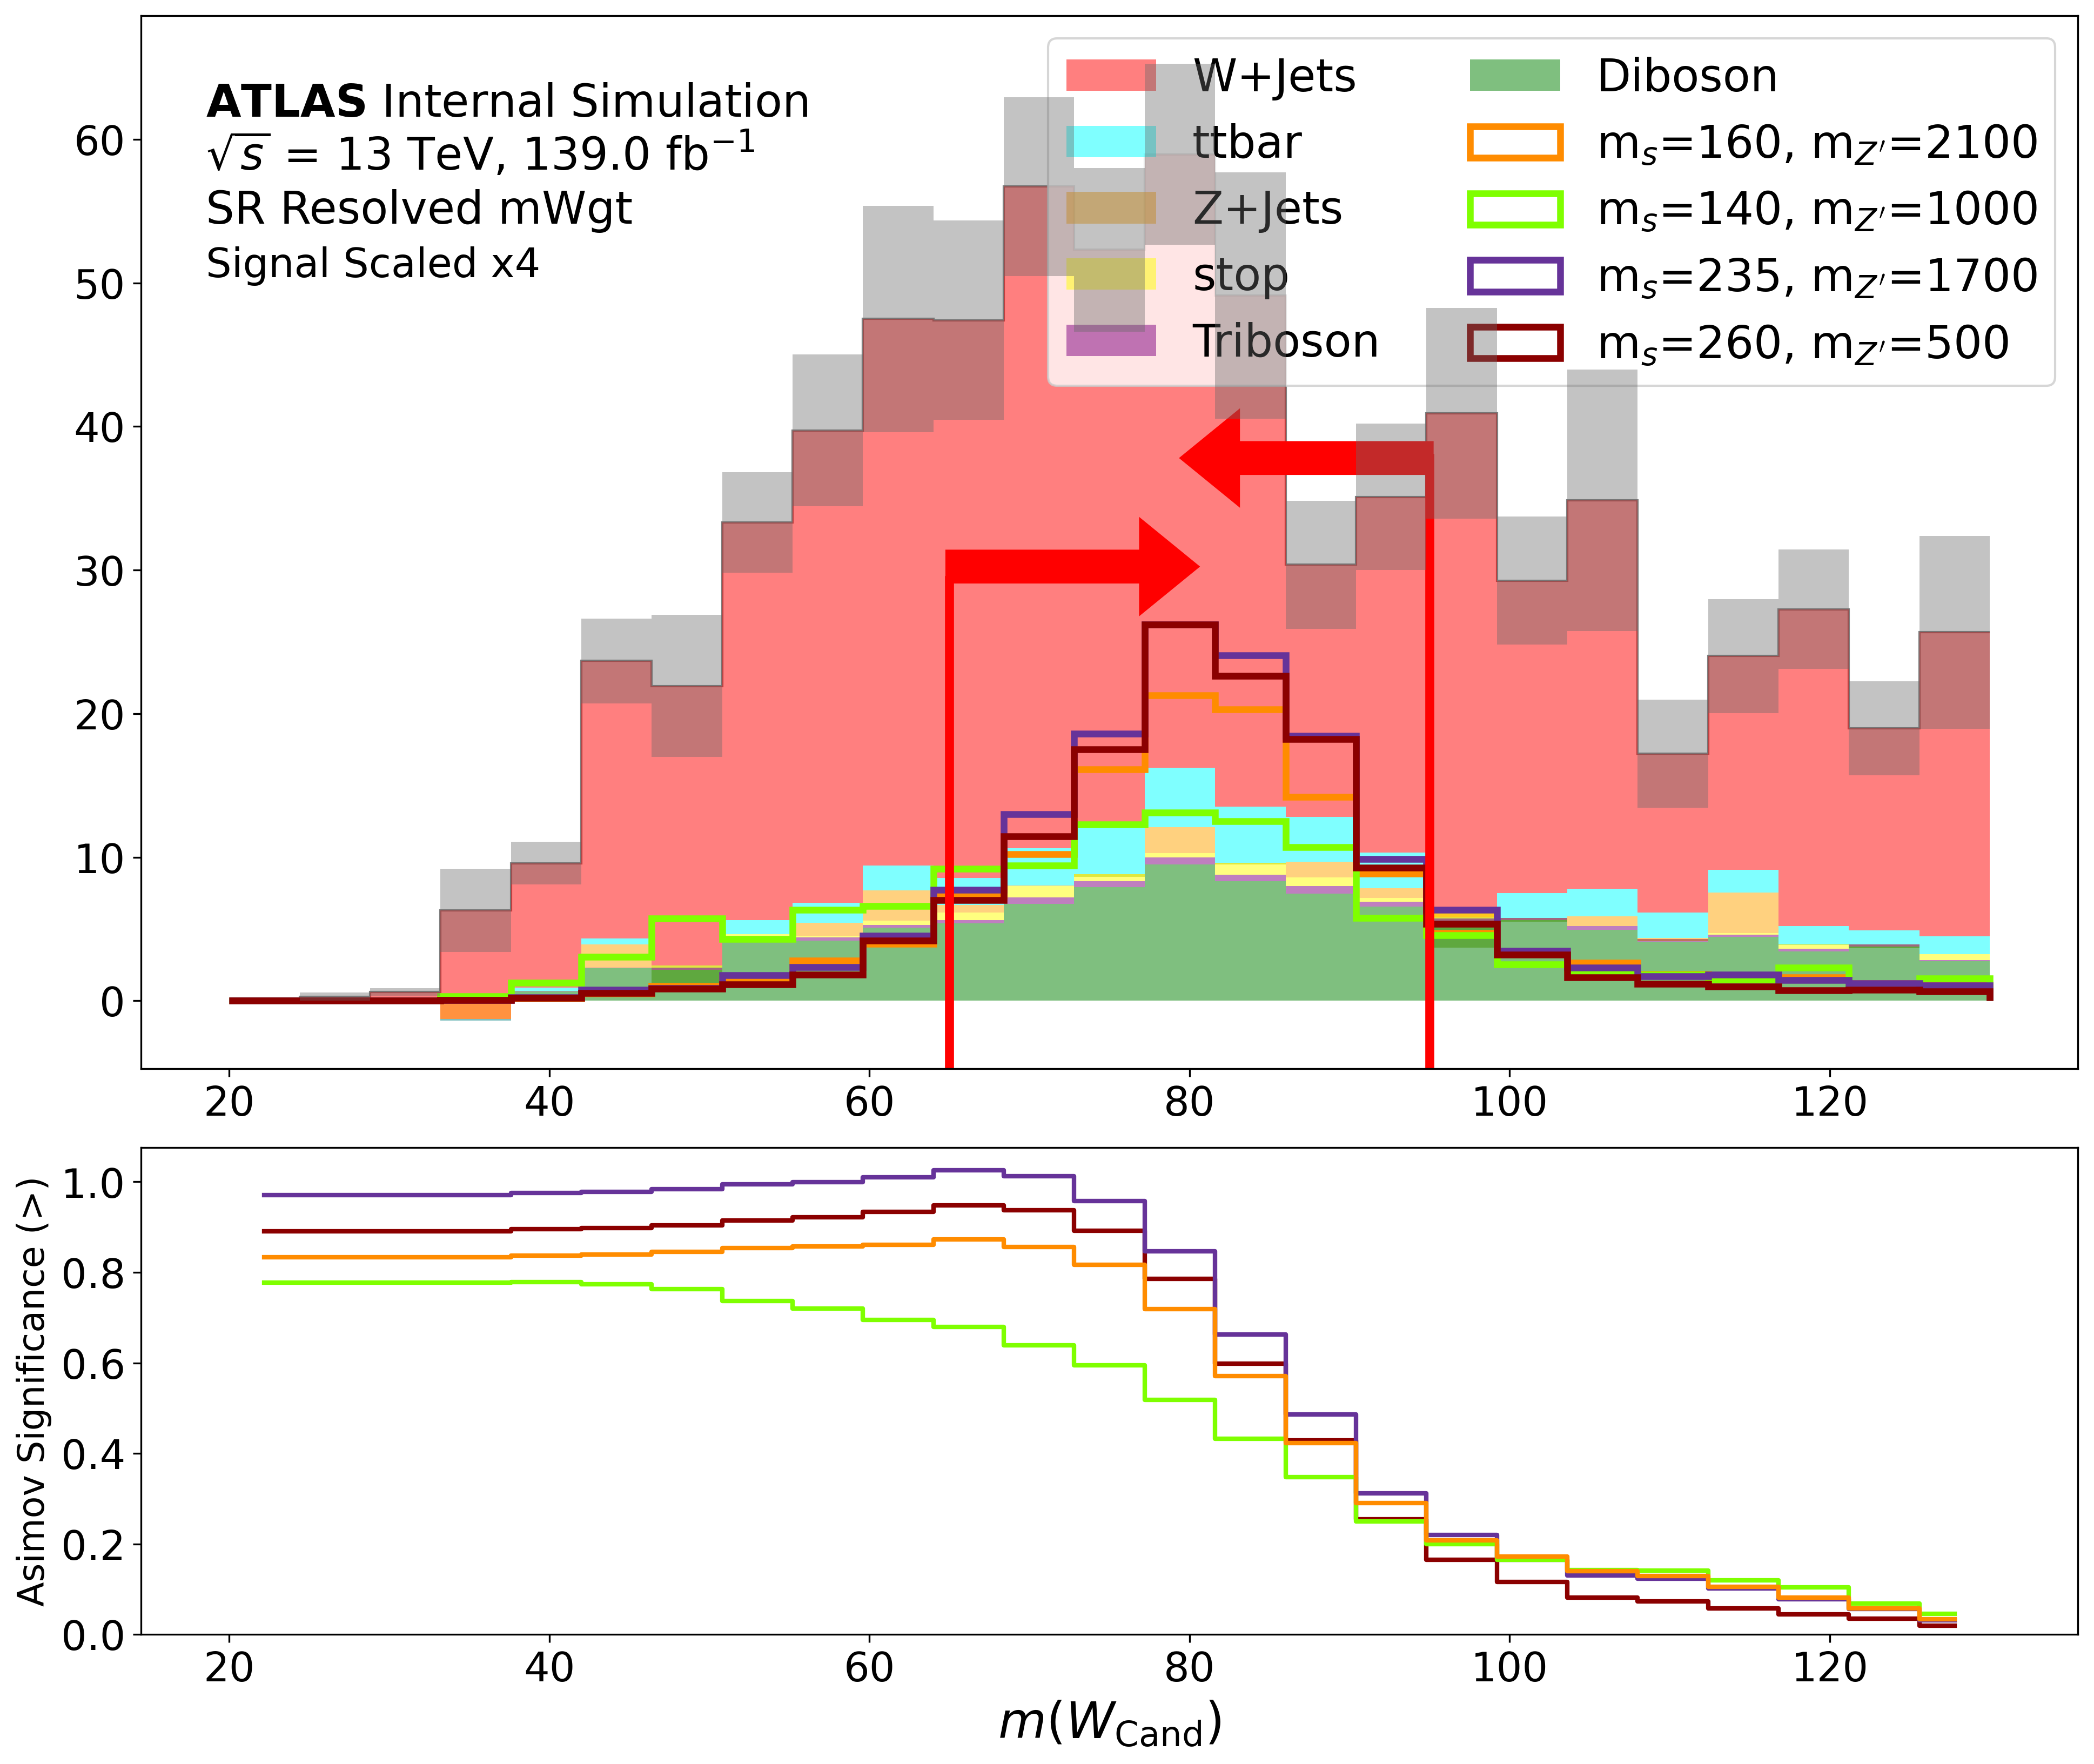 ATLAS Internal Simulation
√s = 13 TeV, 139.0 fb⁻¹
SR Resolved mWgt
Signal Scaled x4
W+Jets
ttbar
Z+Jets
stop
Triboson
Diboson
mₛ=160, m_Z′=2100
mₛ=140, m_Z′=1000
mₛ=235, m_Z′=1700
mₛ=260, m_Z′=500
60
50
40
30
20
10
0
20 40 60 80 100 120
Asimov Significance (>)
1.0
0.8
0.6
0.4
0.2
0.0
20 40 60 80 100 120
m(W_Cand)